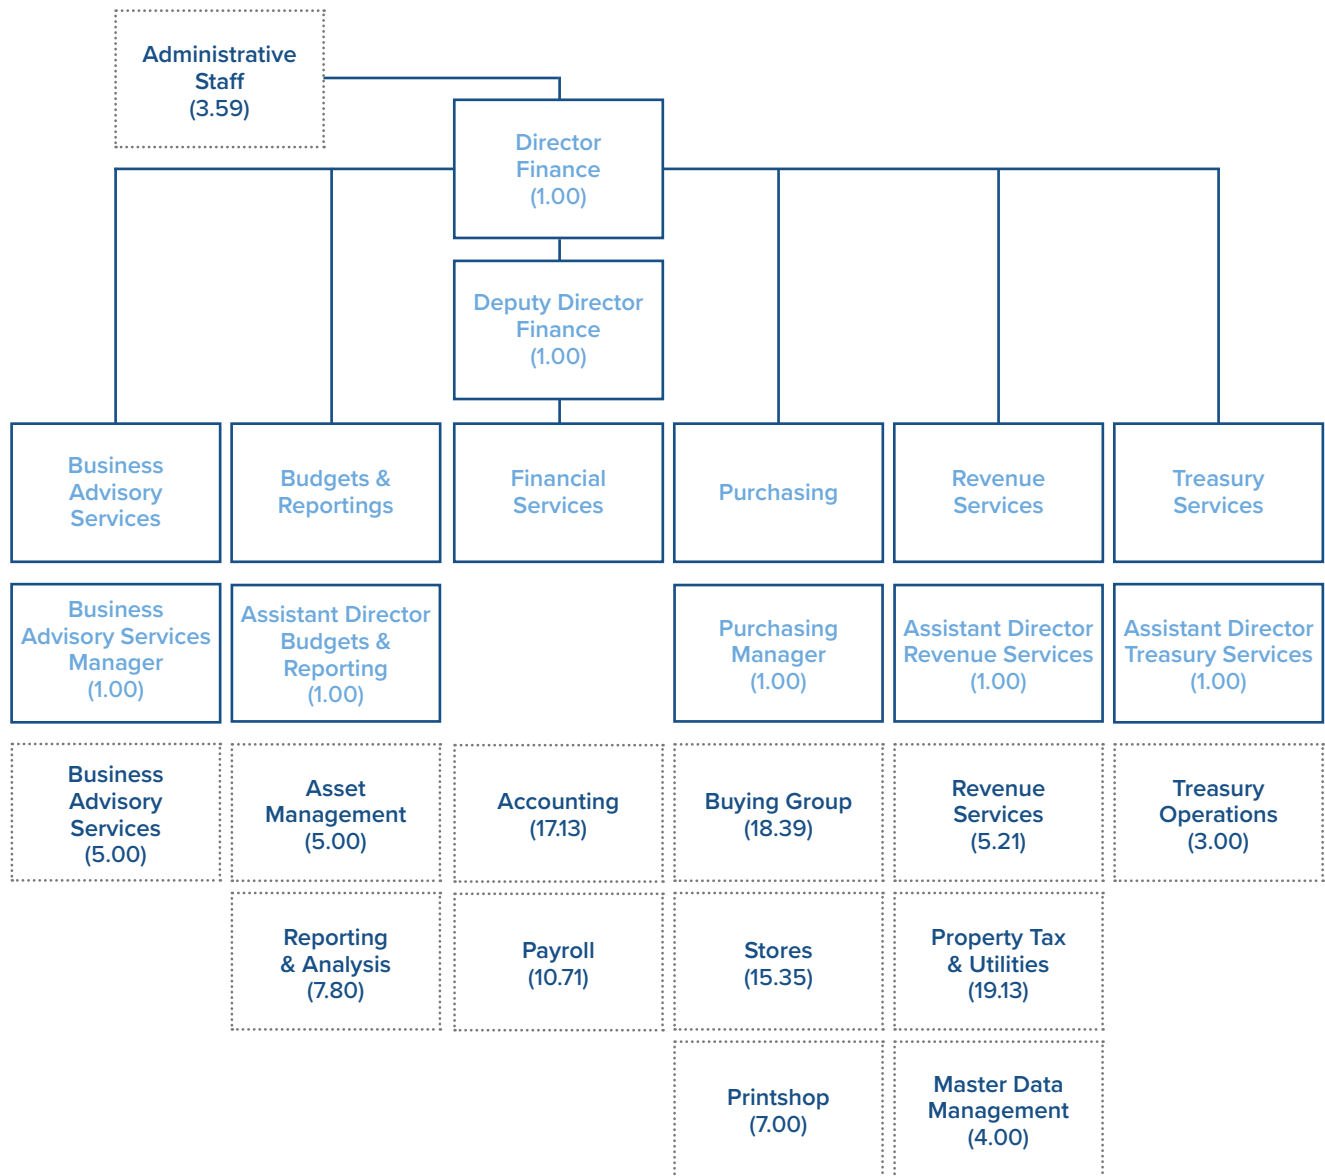 Administrative
Staff
(3.59)
Director
Finance
(1.00)
Deputy Director
Finance
(1.00)
Business
Advisory
Services
Budgets &
Reportings
Financial
Services
Purchasing
Revenue
Services
Treasury
Services
Business
Advisory Services
Manager
(1.00)
Assistant Director
Budgets &
Reporting
(1.00)
Purchasing
Manager
(1.00)
Assistant Director
Revenue Services
(1.00)
Assistant Director
Treasury Services
(1.00)
Business
Advisory
Services
(5.00)
Asset
Management
(5.00)
Accounting
(17.13)
Buying Group
(18.39)
Revenue
Services
(5.21)
Treasury
Operations
(3.00)
Reporting
& Analysis
(7.80)
Payroll
(10.71)
Stores
(15.35)
Property Tax
& Utilities
(19.13)
Printshop
(7.00)
Master Data
Management
(4.00)